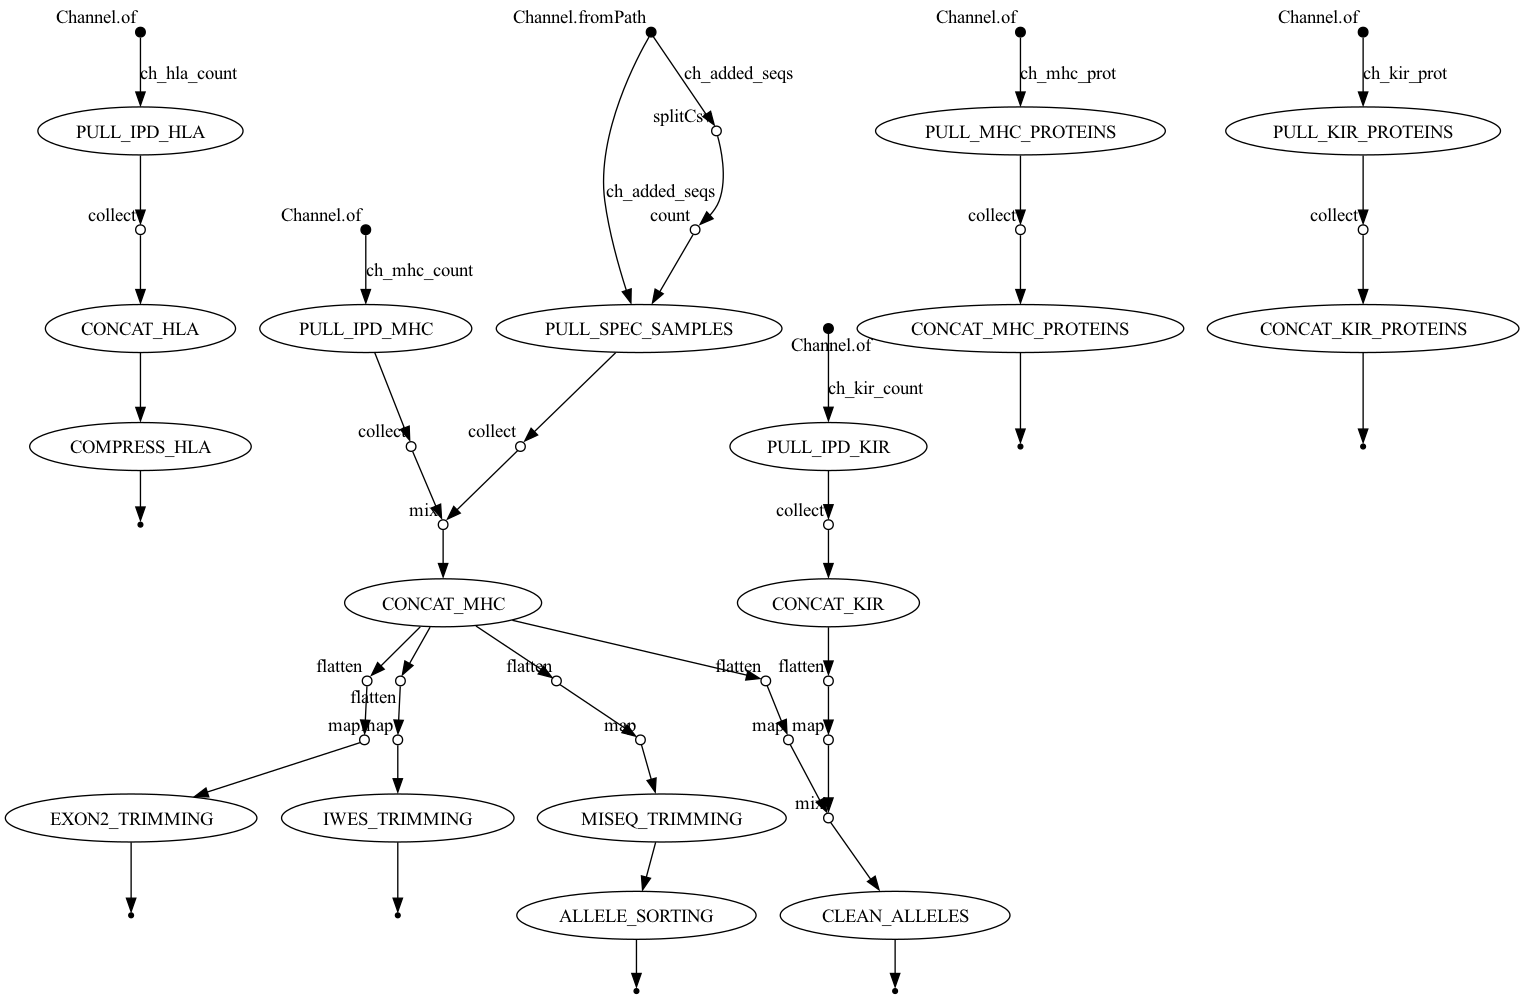 Channel.of
Channel.fromPath
Channel.of
Channel.of
ch_hla_count
ch_added_seqs
ch_mhc_prot
ch_kir_prot
splitCsv
PULL_IPD_HLA
PULL_MHC_PROTEINS
PULL_KIR_PROTEINS
ch_added_seqs
collect
Channel.of
count
collect
collect
ch_mhc_count
CONCAT_HLA
PULL_IPD_MHC
PULL_SPEC_SAMPLES
CONCAT_MHC_PROTEINS
CONCAT_KIR_PROTEINS
Channel.of
ch_kir_count
collect
collect
COMPRESS_HLA
PULL_IPD_KIR
mix
collect
CONCAT_MHC
CONCAT_KIR
flatten
flatten
flatten
flatten
flatten
map
map
map
map
map
mix
EXON2_TRIMMING
IWES_TRIMMING
MISEQ_TRIMMING
ALLELE_SORTING
CLEAN_ALLELES